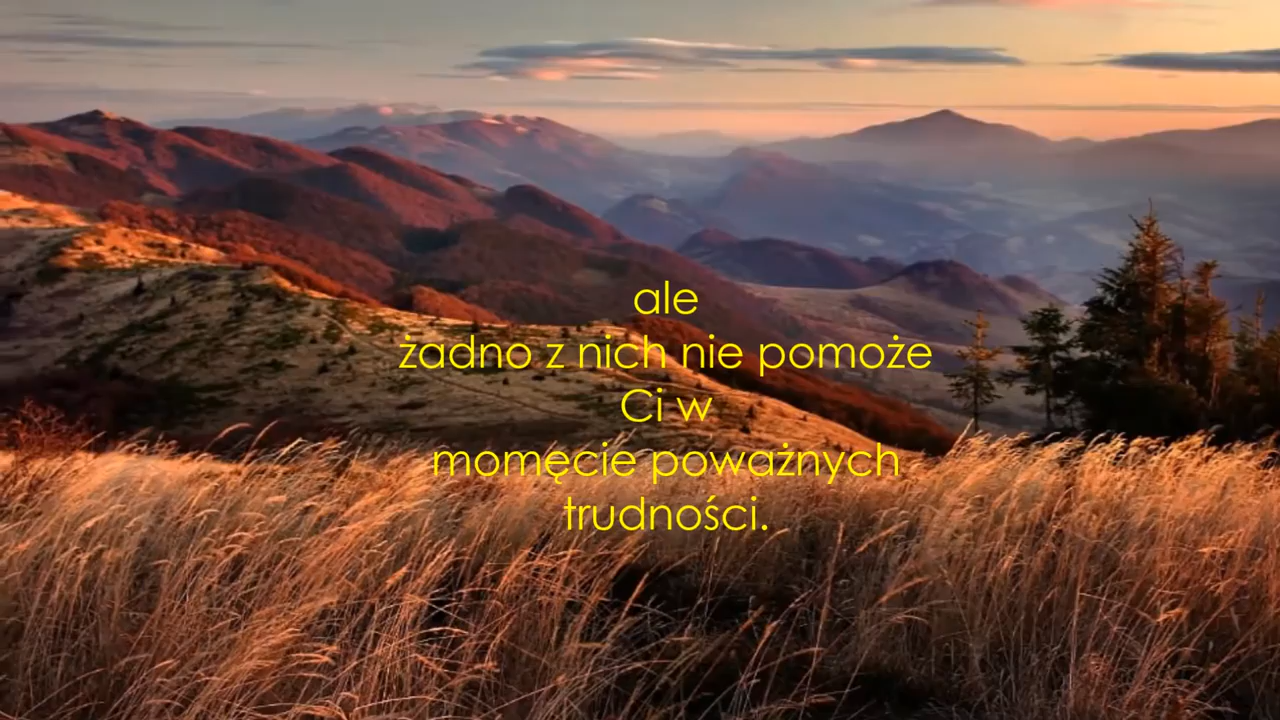 ale
żadno z nich nie pomoże
Ci w
momęcie poważnych
trudności.